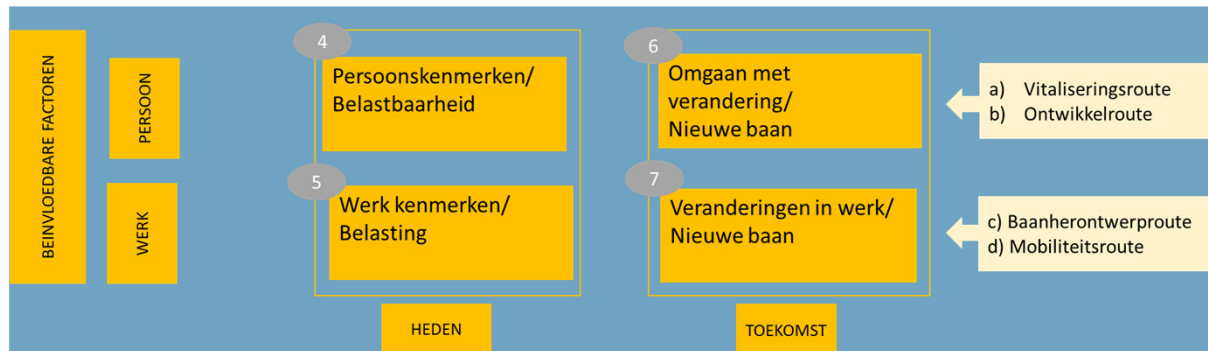 BEINVLOEDBARE FACTOREN
PERSOON
WERK
4
Persoonskenmerken/
Belastbaarheid
5
Werk kenmerken/
Belasting
HEDEN
6
Omgaan met
verandering/
Nieuwe baan
7
Veranderingen in werk/
Nieuwe baan
TOEKOMST
a) Vitaliseringsroute
b) Ontwikkelroute
c) Baanherontwerproute
d) Mobiliteitsroute